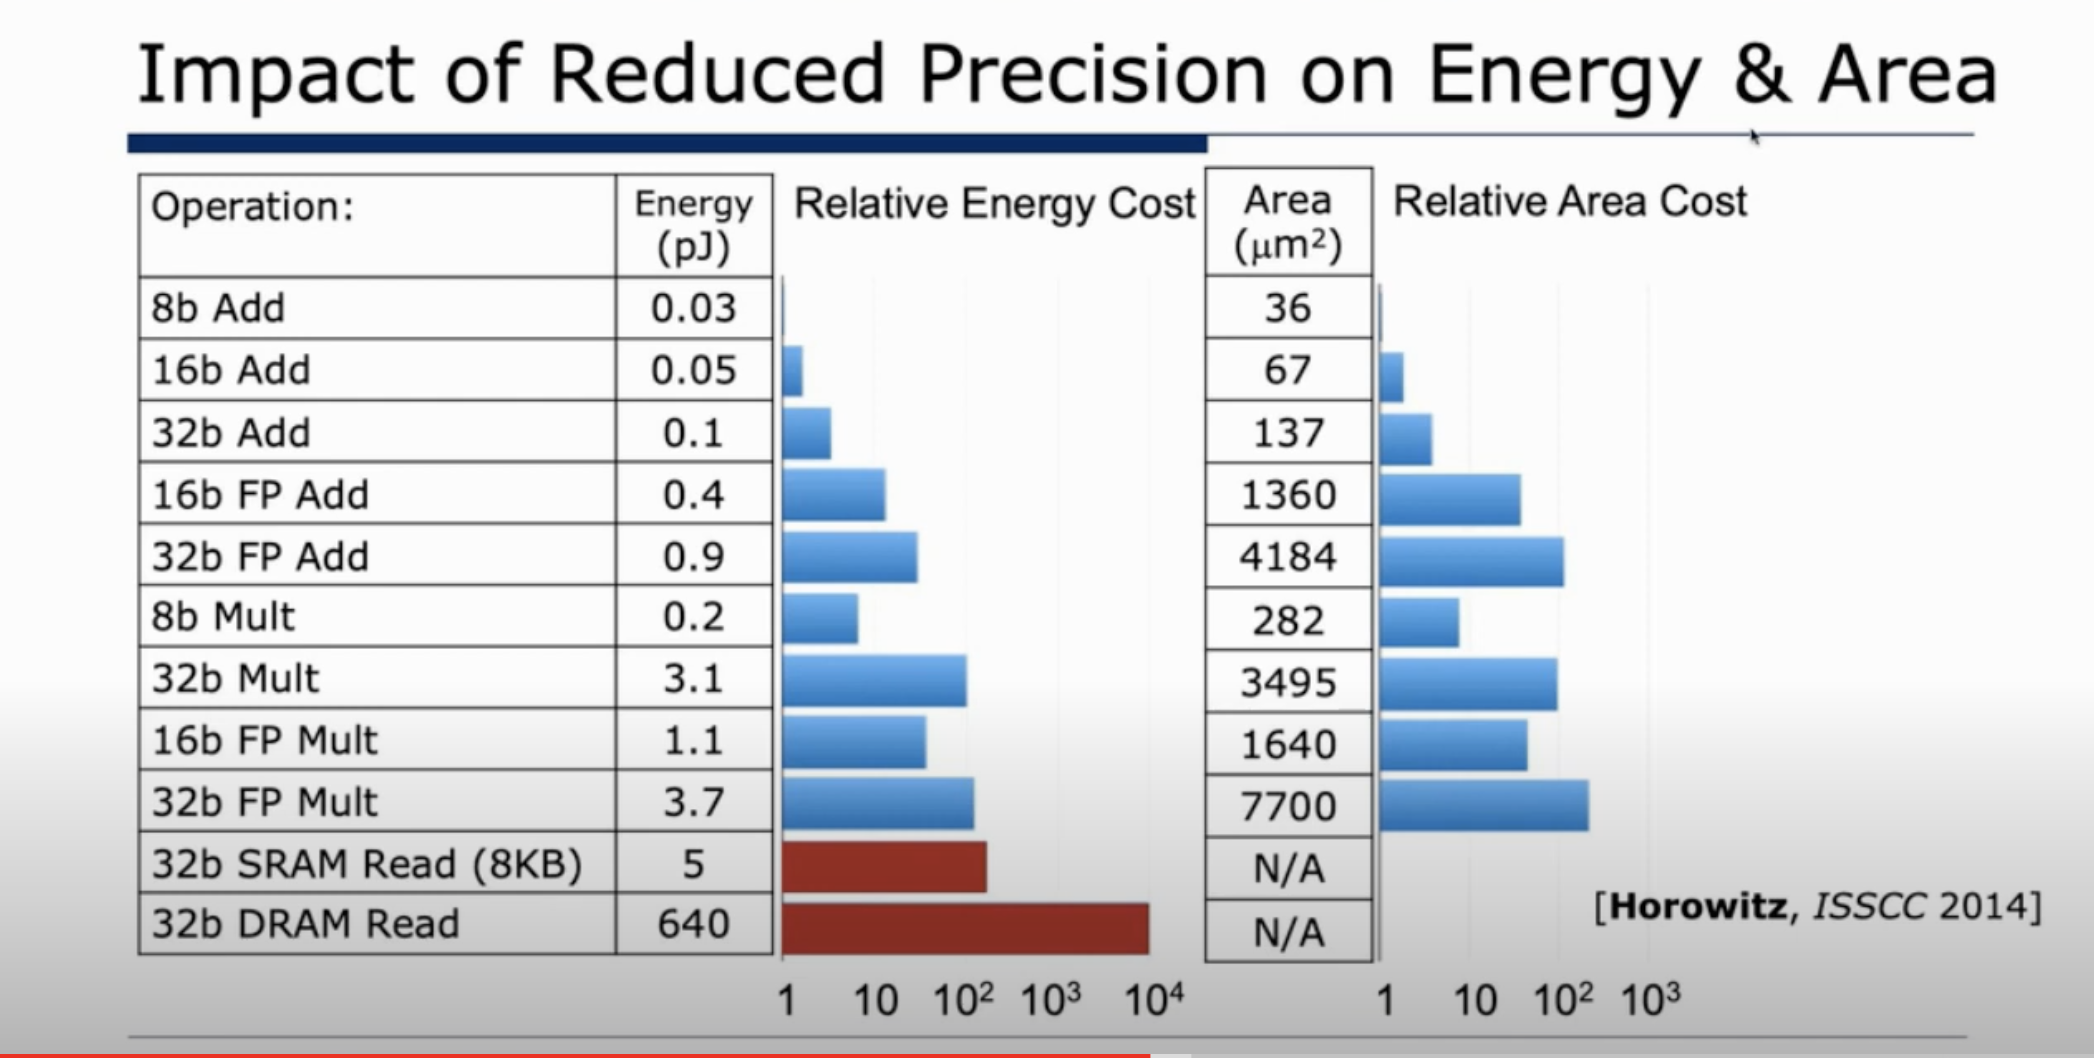 Impact of Reduced Precision on Energy & Area
Operation: Energy (pJ) Relative Energy Cost Area (μm²) Relative Area Cost
8b Add 0.03 36
16b Add 0.05 67
32b Add 0.1 137
16b FP Add 0.4 1360
32b FP Add 0.9 4184
8b Mult 0.2 282
32b Mult 3.1 3495
16b FP Mult 1.1 1640
32b FP Mult 3.7 7700
32b SRAM Read (8KB) 5 N/A
32b DRAM Read 640 N/A
[Horowitz, ISSCC 2014]
1 10 10² 10³ 10⁴ 1 10 10² 10³